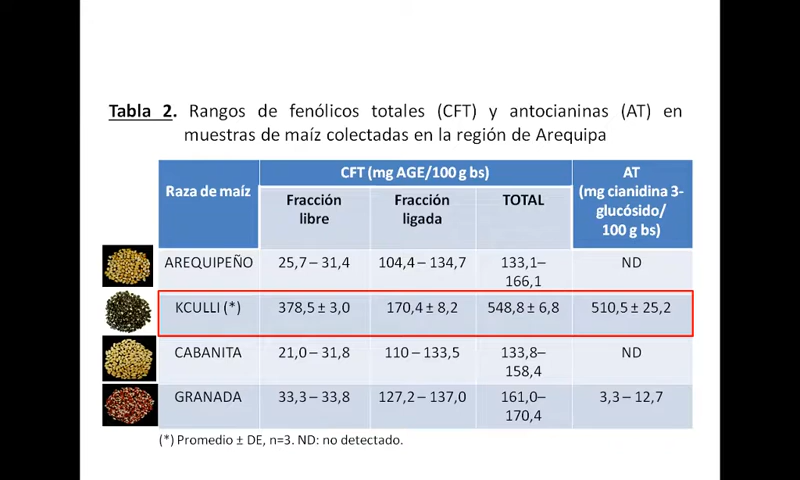 Tabla 2. Rangos de fenólicos totales (CFT) y antocianinas (AT) en
muestras de maíz colectadas en la región de Arequipa
Raza de maíz
CFT (mg AGE/100 g bs)
AT
(mg cianidina 3-
glucósido/
100 g bs)
Fracción
libre
Fracción
ligada
TOTAL
AREQUIPEÑO 25,7 – 31,4 104,4 – 134,7 133,1–
166,1 ND
KCULLI (*) 378,5 ± 3,0 170,4 ± 8,2 548,8 ± 6,8 510,5 ± 25,2
CABANITA 21,0 – 31,8 110 – 133,5 133,8–
158,4 ND
GRANADA 33,3 – 33,8 127,2 – 137,0 161,0–
170,4 3,3 – 12,7
(*) Promedio ± DE, n=3. ND: no detectado.